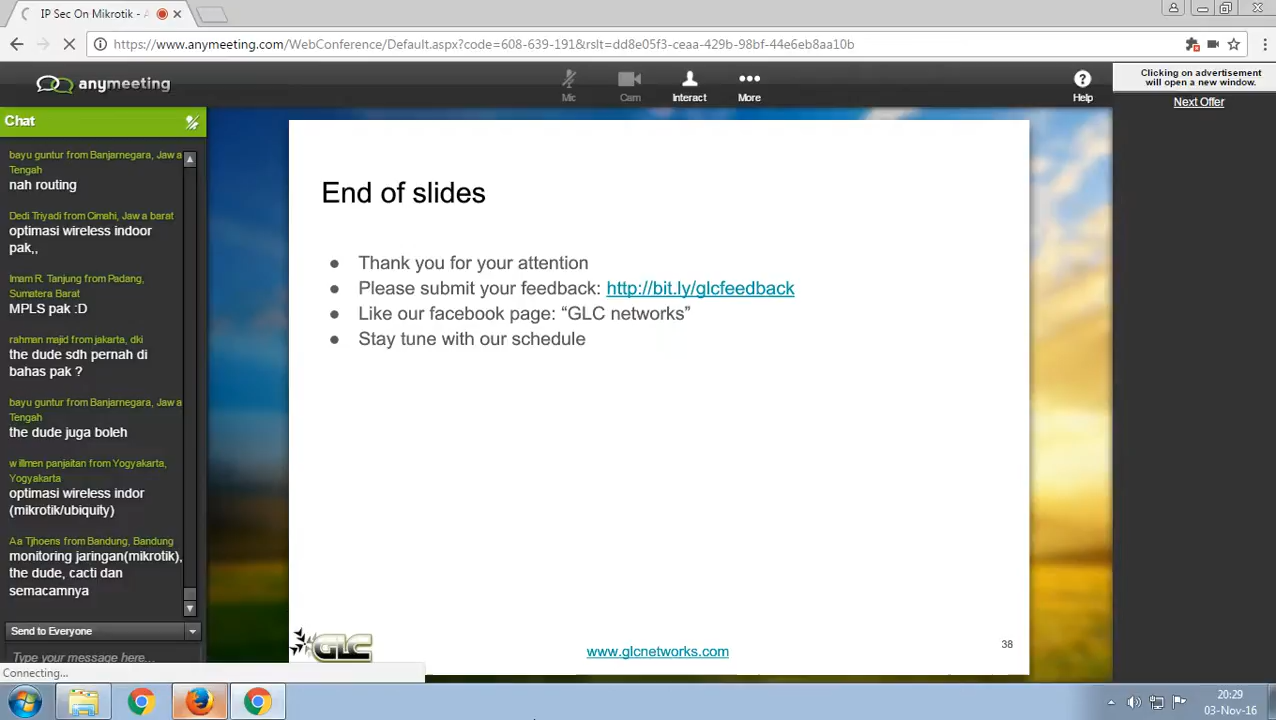 IP Sec On Mikrotik -
https://www.anymeeting.com/WebConference/Default.aspx?code=608-639-191&rslt=dd8e05f3-ceaa-429b-98bf-44e6eb8aa10b
anymeeting
Mic
Cam
Interact
More
Help
Clicking on advertisement
will open a new window.
Next Offer
Chat
bayu guntur from Banjarnegara, Jawa
Tengah
nah routing
Dedi Triyadi from Cimahi, Jawa barat
optimasi wireless indoor
pak,,
Imam R. Tanjung from Padang,
Sumatera Barat
MPLS pak :D
rahman majid from jakarta, dki
the dude sdh pernah di
bahas pak ?
bayu guntur from Banjarnegara, Jawa
Tengah
the dude juga boleh
willmen panjaitan from Yogyakarta,
Yogyakarta
optimasi wireless indor
(mikrotik/ubiquity)
Aa Tjhoens from Bandung, Bandung
monitoring jaringan(mikrotik),
the dude, cacti dan
semacamnya
Send to Everyone
Type your message here...
Connecting...
End of slides
● Thank you for your attention
● Please submit your feedback: http://bit.ly/glcfeedback
● Like our facebook page: “GLC networks”
● Stay tune with our schedule
GLC
www.glcnetworks.com
38
20:29
03-Nov-16